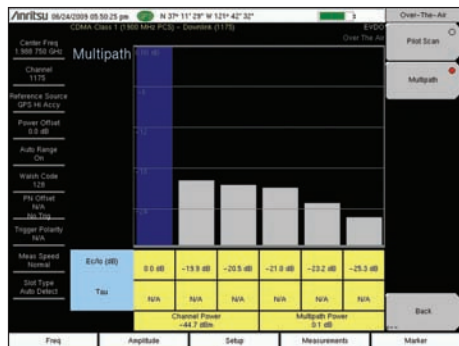 Anritsu 08/24/2009 05:50:25 pm N 37° 11' 29" W 121° 42' 32"
CDMA Class 1 (1900 MHz PCS) - Downlink (1175)
EVDO
Over The Air
Multipath
Center Freq
1.988 750 GHz
Channel
1175
Reference Source
GPS Hi Accy
Power Offset
0.0 dB
Auto Range
On
Walsh Code
128
PN Offset
N/A
No Trig
Trigger Polarity
N/A
Meas Speed
Normal
Slot Type
Auto Detect
Ec/Io (dB) 0.0 dB -19.9 dB -20.5 dB -21.0 dB -23.2 dB -25.3 dB
Tau N/A N/A N/A N/A N/A N/A
Channel Power
-44.7 dBm
Multipath Power
0.1 dB
Over-The-Air
Pilot Scan
Multipath
Back
Freq Amplitude Setup Measurements Marker